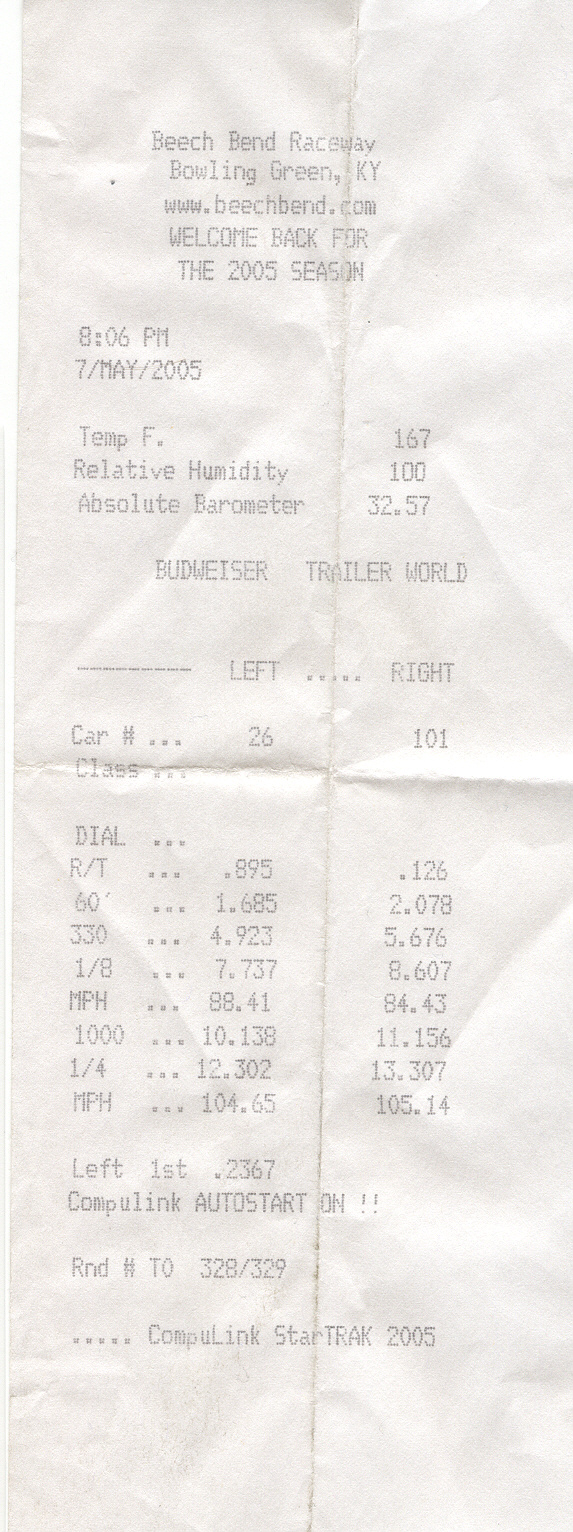 Beech Bend Raceway
Bowling Green, KY
www.beechbend.com
WELCOME BACK FOR
THE 2005 SEASON
8:06 PM
7/MAY/2005
Temp F. 167
Relative Humidity 100
Absolute Barometer 32.57
BUDWEISER TRAILER WORLD
--------- LEFT ..... RIGHT
Car # ... 26 101
Class ...
DIAL ...
R/T ... .895 .126
60' ... 1.685 2.078
330 ... 4.923 5.676
1/8 ... 7.737 8.607
MPH ... 88.41 84.43
1000 ... 10.138 11.156
1/4 ... 12.302 13.307
MPH ... 104.65 105.14
Left 1st .2367
Compulink AUTOSTART ON !!
Rnd # TO 328/329
..... CompuLink StarTRAK 2005